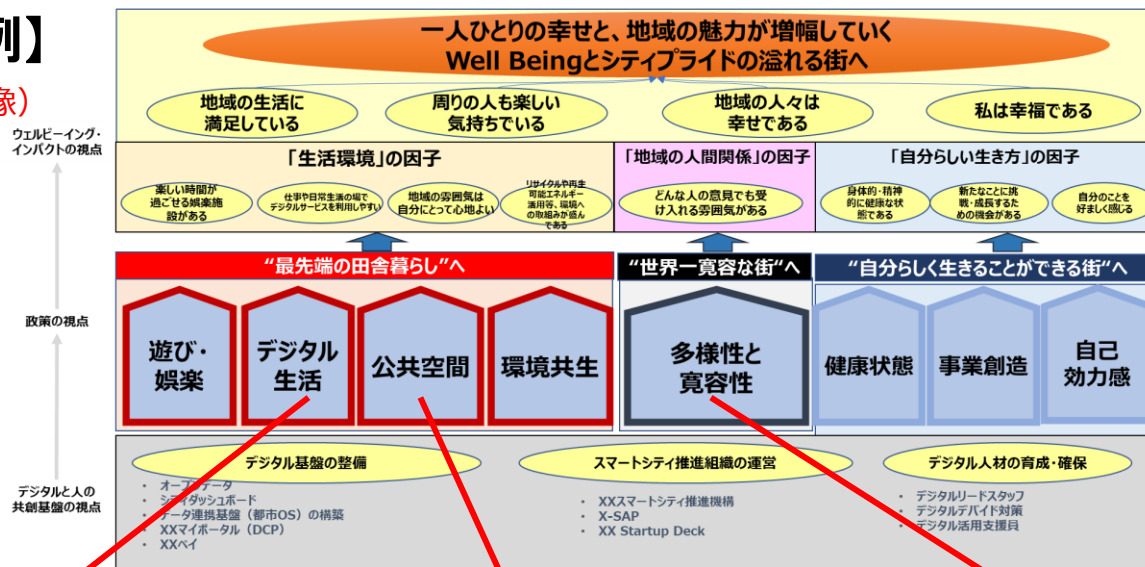 例】
象）
一人ひとりの幸せと、地域の魅力が増幅していく
Well Beingとシティプライドの溢れる街へ
地域の生活に
満足している
周りの人も楽しい
気持ちでいる
地域の人々は
幸せである
私は幸福である
ウェルビーイング・
インパクトの視点
「生活環境」の因子
「地域の人間関係」の因子
「自分らしい生き方」の因子
楽しい時間が
過ごせる娯楽施
設がある
仕事や日常生活の場で
デジタルサービスを利用しやすい
地域の雰囲気は
自分にとって心地よい
リサイクルや再生
可能エネルギー
活用等、環境へ
の取組みが盛ん
である
どんな人の意見でも受
け入れる雰囲気がある
身体的・精神
的に健康な状
態である
新たなことに挑
戦・成長するた
めの機会がある
自分のことを
好ましく感じる
“最先端の田舎暮らし”へ
“世界一寛容な街“へ
“自分らしく生きることができる街“へ
政策の視点
遊び・
娯楽
デジタル
生活
公共空間
環境共生
多様性と
寛容性
健康状態
事業創造
自己
効力感
デジタルと人の
共創基盤の視点
デジタル基盤の整備
・ オープンデータ
・ シティダッシュボード
・ データ連携基盤（都市OS）の構築
・ XXマイポータル（DCP）
・ XXペイ
スマートシティ推進組織の運営
・ XXスマートシティ推進機構
・ X-SAP
・ XX Startup Deck
デジタル人材の育成・確保
・ デジタルリードスタッフ
・ デジタルデバイド対策
・ デジタル活用支援員